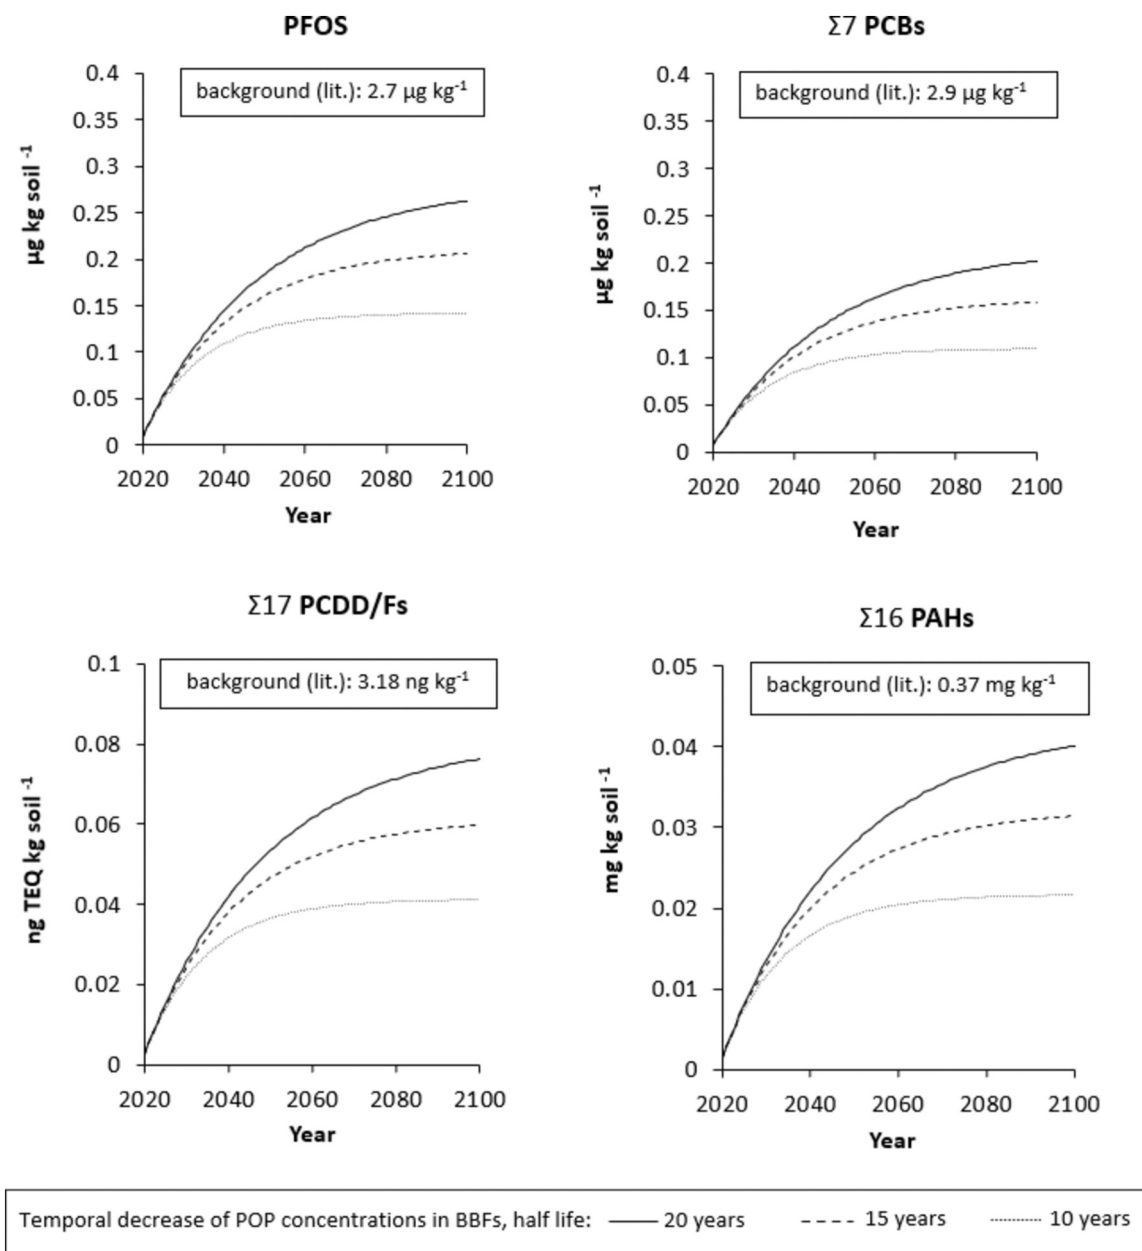 PFOS
background (lit.): 2.7 µg kg⁻¹
0.4
0.35
0.3
0.25
0.2
0.15
0.1
0.05
0
µg kg soil ⁻¹
2020 2040 2060 2080 2100
Year
Σ7 PCBs
background (lit.): 2.9 µg kg⁻¹
0.4
0.35
0.3
0.25
0.2
0.15
0.1
0.05
0
µg kg soil ⁻¹
2020 2040 2060 2080 2100
Year
Σ17 PCDD/Fs
background (lit.): 3.18 ng kg⁻¹
0.1
0.08
0.06
0.04
0.02
0
ng TEQ kg soil ⁻¹
2020 2040 2060 2080 2100
Year
Σ16 PAHs
background (lit.): 0.37 mg kg⁻¹
0.05
0.04
0.03
0.02
0.01
0
mg kg soil ⁻¹
2020 2040 2060 2080 2100
Year
Temporal decrease of POP concentrations in BBFs, half life: 20 years 15 years 10 years